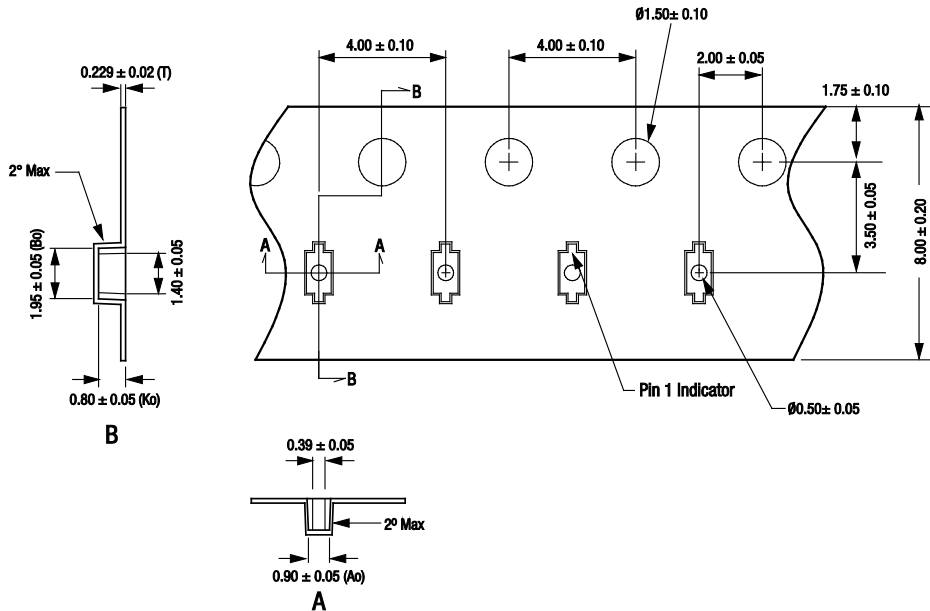 Ø1.50± 0.10
4.00 ± 0.10
4.00 ± 0.10
2.00 ± 0.05
0.229 ± 0.02 (T)
B
1.75 ± 0.10
2° Max
1.95 ± 0.05 (Bo)
1.40 ± 0.05
A
A
3.50 ± 0.05
8.00 ± 0.20
B
Pin 1 Indicator
0.80 ± 0.05 (Ko)
Ø0.50± 0.05
B
0.39 ± 0.05
2º Max
0.90 ± 0.05 (Ao)
A